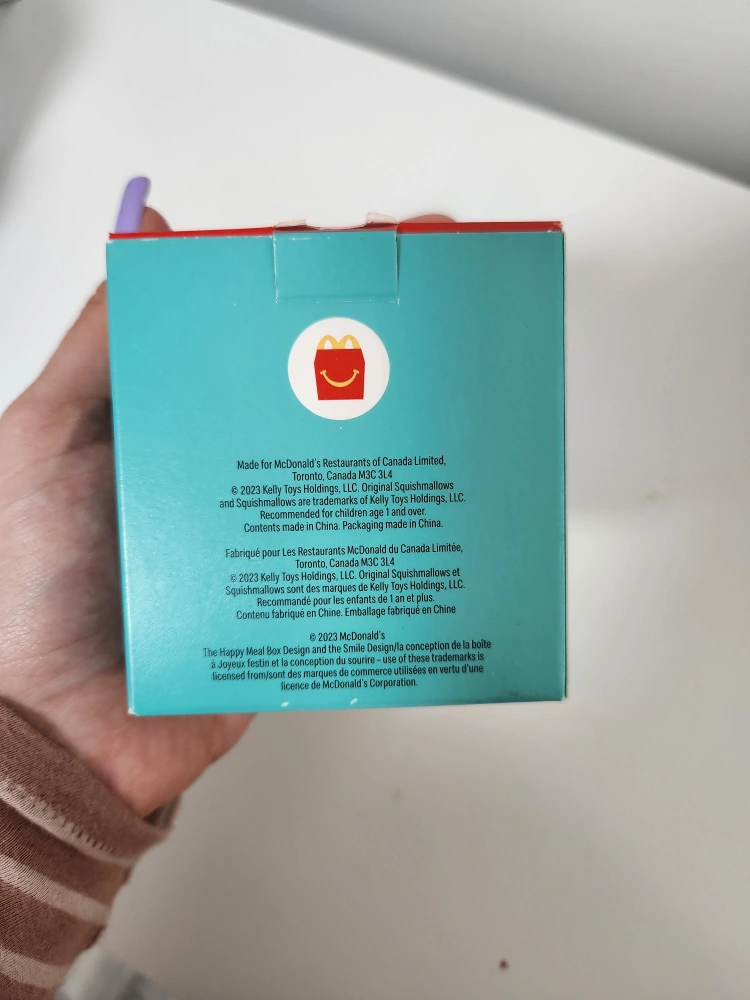 Made for McDonald's Restaurants of Canada Limited,
Toronto, Canada M3C 3L4
© 2023 Kelly Toys Holdings, LLC. Original Squishmallows
and Squishmallows are trademarks of Kelly Toys Holdings, LLC.
Recommended for children age 1 and over.
Contents made in China. Packaging made in China.
Fabriqué pour Les Restaurants McDonald du Canada Limitée,
Toronto, Canada M3C 3L4
© 2023 Kelly Toys Holdings, LLC. Original Squishmallows et
Squishmallows sont des marques de Kelly Toys Holdings, LLC.
Recommandé pour les enfants de 1 an et plus.
Contenu fabriqué en Chine. Emballage fabriqué en Chine
© 2023 McDonald's
The Happy Meal Box Design and the Smile Design/la conception de la boîte
à Joyeux festin et la conception du sourire – use of these trademarks is
licensed from/sont des marques de commerce utilisées en vertu d'une
licence de McDonald's Corporation.